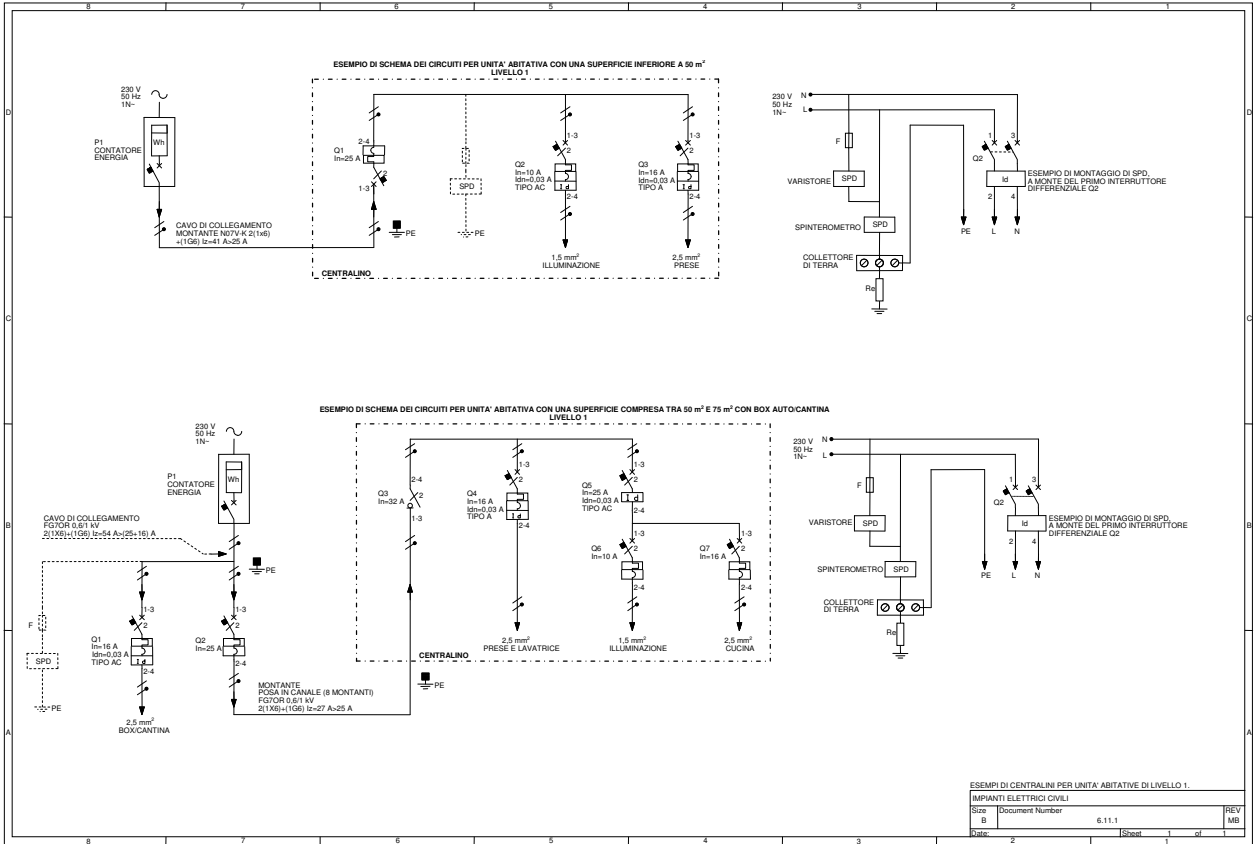 8 7 6 5 4 3 2 1
D
C
B
A
ESEMPIO DI SCHEMA DEI CIRCUITI PER UNITA' ABITATIVA CON UNA SUPERFICIE INFERIORE A 50 m²
LIVELLO 1
230 V
50 Hz
1N~
P1
CONTATORE
ENERGIA
Wh
CAVO DI COLLEGAMENTO
MONTANTE N07V-K 2(1x6)
+(1G6) Iz=41 A>25 A
Q1
In=25 A
2-4
2
1-3
PE
SPD
PE
1-3
2
Q2
In=10 A
Idn=0,03 A
TIPO AC
I d
2-4
1,5 mm²
ILLUMINAZIONE
1-3
2
Q3
In=16 A
Idn=0,03 A
TIPO A
I d
2-4
2,5 mm²
PRESE
CENTRALINO
230 V N
50 Hz
1N~ L
F
VARISTORE
SPD
SPINTEROMETRO
SPD
COLLETTORE
DI TERRA
Re
1 3
Q2
Id
2 4
PE L N
ESEMPIO DI MONTAGGIO DI SPD,
A MONTE DEL PRIMO INTERRUTTORE
DIFFERENZIALE Q2
ESEMPIO DI SCHEMA DEI CIRCUITI PER UNITA' ABITATIVA CON UNA SUPERFICIE COMPRESA TRA 50 m² E 75 m² CON BOX AUTO/CANTINA
LIVELLO 1
230 V
50 Hz
1N~
P1
CONTATORE
ENERGIA
Wh
CAVO DI COLLEGAMENTO
FG7OR 0,6/1 kV
2(1X6)+(1G6) Iz=54 A>(25+16) A
PE
F
SPD
PE
1-3
2
Q1
In=16 A
Idn=0,03 A
TIPO AC
I d
2-4
2,5 mm²
BOX/CANTINA
1-3
2
Q2
In=25 A
2-4
MONTANTE
POSA IN CANALE (8 MONTANTI)
FG7OR 0,6/1 kV
2(1X6)+(1G6) Iz=27 A>25 A
2-4
Q3
In=32 A
2
1-3
PE
1-3
2
Q4
In=16 A
Idn=0,03 A
TIPO A
I d
2-4
2,5 mm²
PRESE E LAVATRICE
1-3
2
Q5
In=25 A
Idn=0,03 A
TIPO AC
I d
2-4
1-3
2
Q6
In=10 A
2-4
1,5 mm²
ILLUMINAZIONE
1-3
2
Q7
In=16 A
2-4
2,5 mm²
CUCINA
CENTRALINO
230 V N
50 Hz
1N~ L
F
VARISTORE
SPD
SPINTEROMETRO
SPD
COLLETTORE
DI TERRA
Re
1 3
Q2
Id
2 4
PE L N
ESEMPIO DI MONTAGGIO DI SPD,
A MONTE DEL PRIMO INTERRUTTORE
DIFFERENZIALE Q2
ESEMPI DI CENTRALINI PER UNITA' ABITATIVE DI LIVELLO 1.
IMPIANTI ELETTRICI CIVILI
Size Document Number REV
B 6.11.1 MB
Date: Sheet 1 of 1
D
C
B
A
8 7 6 5 4 3 2 1